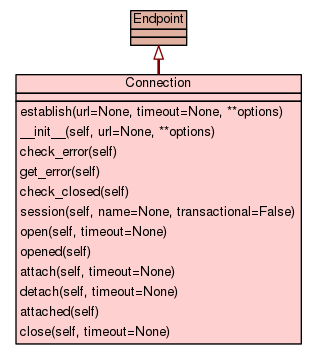 Endpoint
Connection
establish(url=None, timeout=None, **options)
__init__(self, url=None, **options)
check_error(self)
get_error(self)
check_closed(self)
session(self, name=None, transactional=False)
open(self, timeout=None)
opened(self)
attach(self, timeout=None)
detach(self, timeout=None)
attached(self)
close(self, timeout=None)